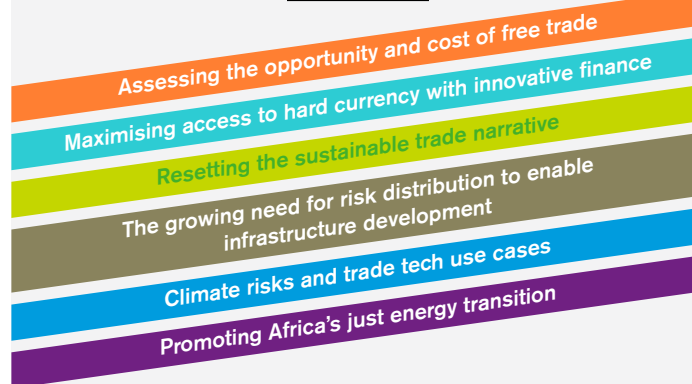 Assessing the opportunity and cost of free trade
Maximising access to hard currency with innovative finance
Resetting the sustainable trade narrative
The growing need for risk distribution to enable
infrastructure development
Climate risks and trade tech use cases
Promoting Africa’s just energy transition